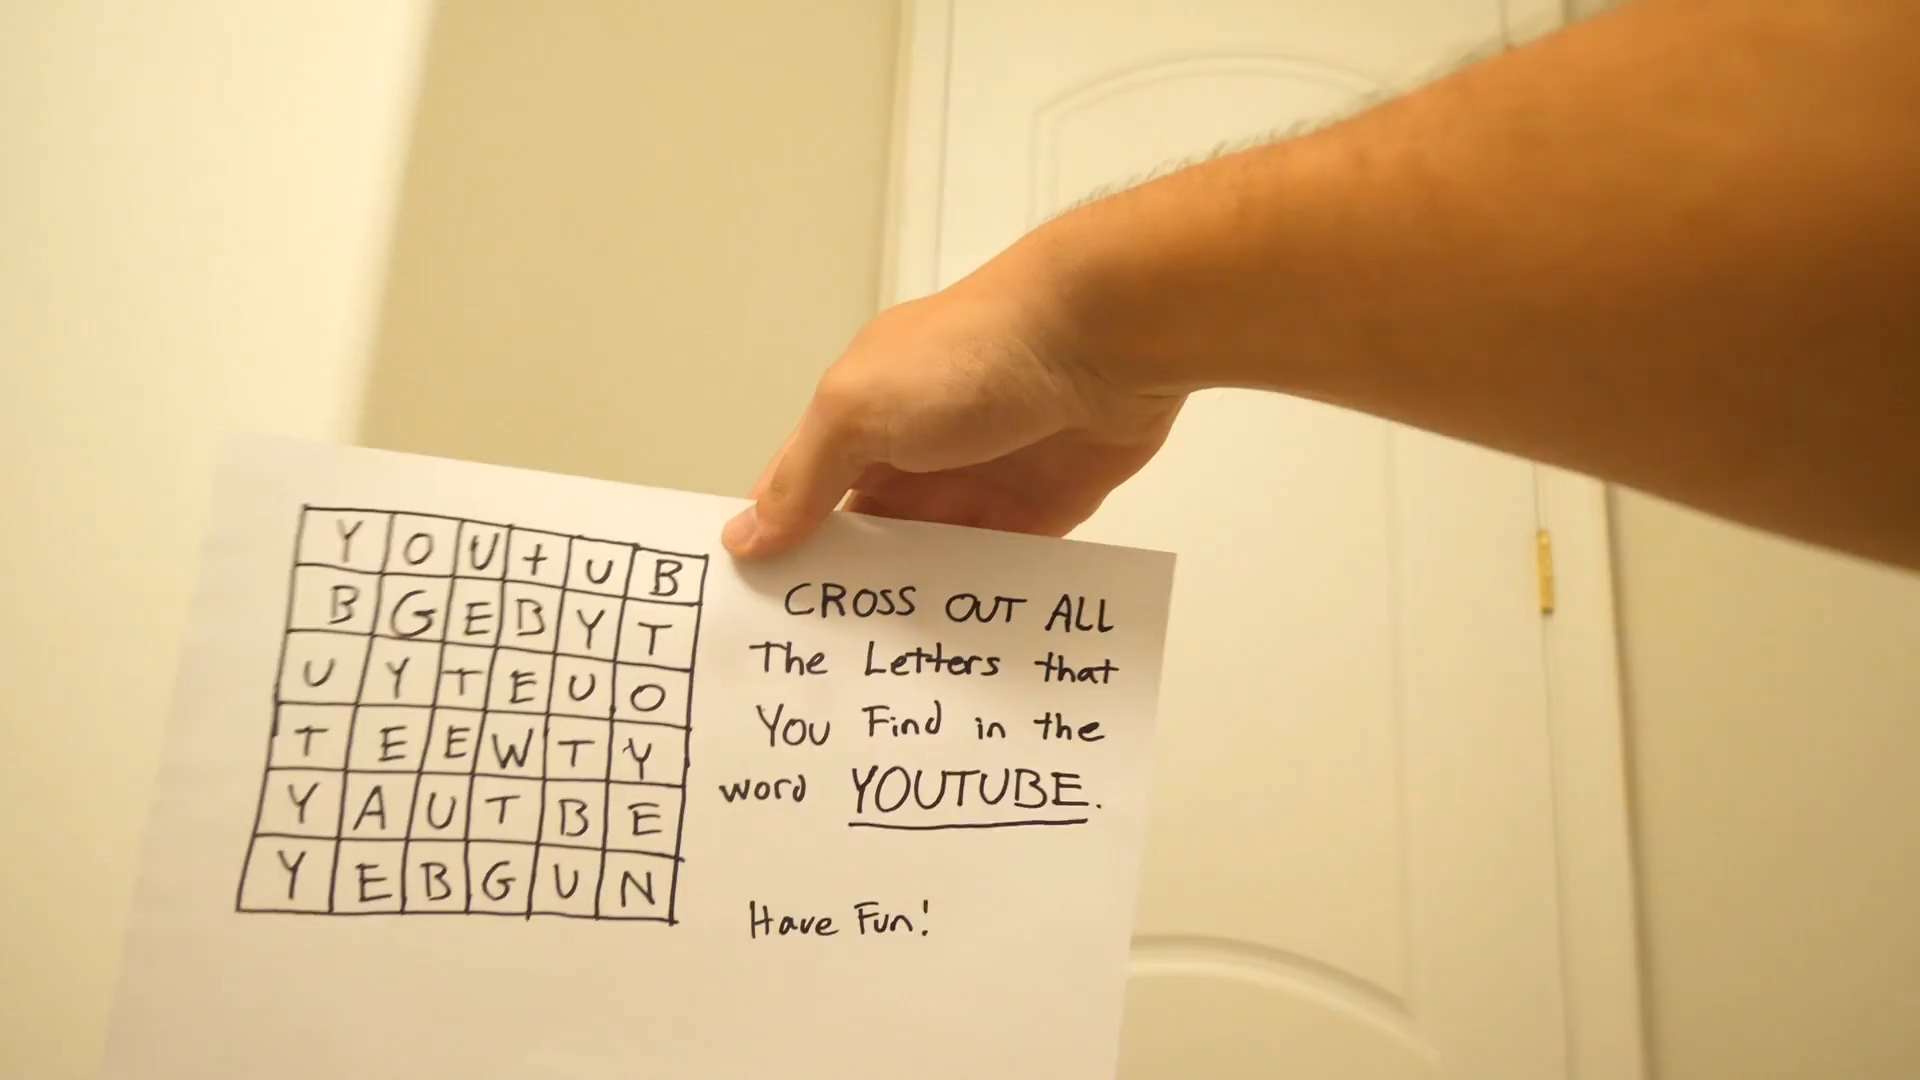 Y O U t U B
B G E B Y T
U Y T E U O
T E E W T Y
Y A U T B E
Y E B G U N
CROSS OUT ALL
The Letters that
You Find in the
word YOUTUBE.
Have Fun!